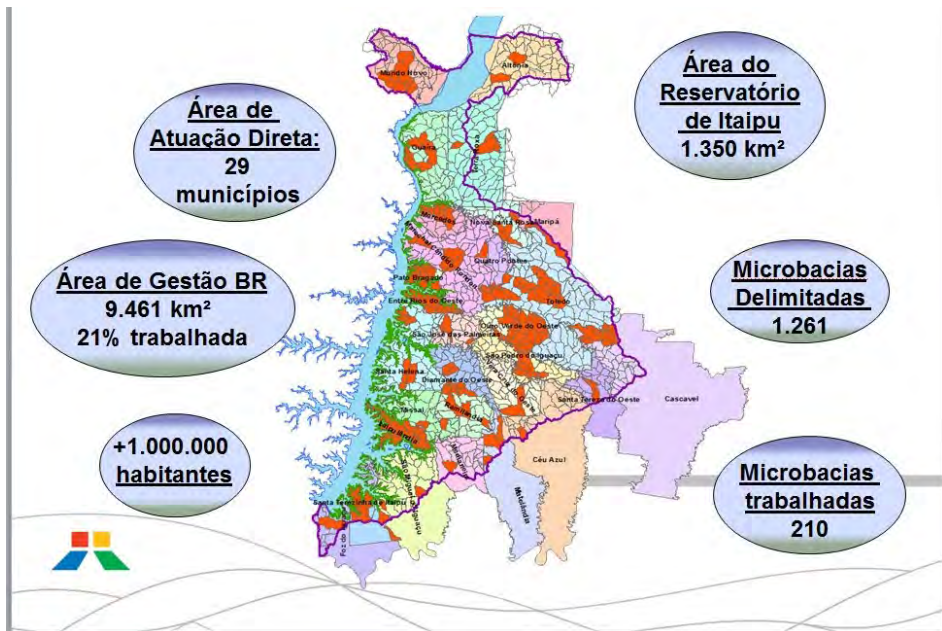 Área de
Atuação Direta:
29
municípios
Área do
Reservatório
de Itaipu
1.350 km²
Área de Gestão BR
9.461 km²
21% trabalhada
Microbacias
Delimitadas
1.261
+1.000.000
habitantes
Microbacias
trabalhadas
210
Mundo Novo
Altônia
Guaíra
Mercedes
Nova Santa Rosa
Maripá
Quatro Pontes
Pato Bragado
Entre Rios do Oeste
Toledo
Ouro Verde do Oeste
São José das Palmeiras
São Pedro do Iguaçu
Santa Helena
Diamante do Oeste
Santa Tereza do Oeste
Cascavel
Missal
Itaipulândia
Céu Azul
Matelândia
Santa Terezinha de Itaipu